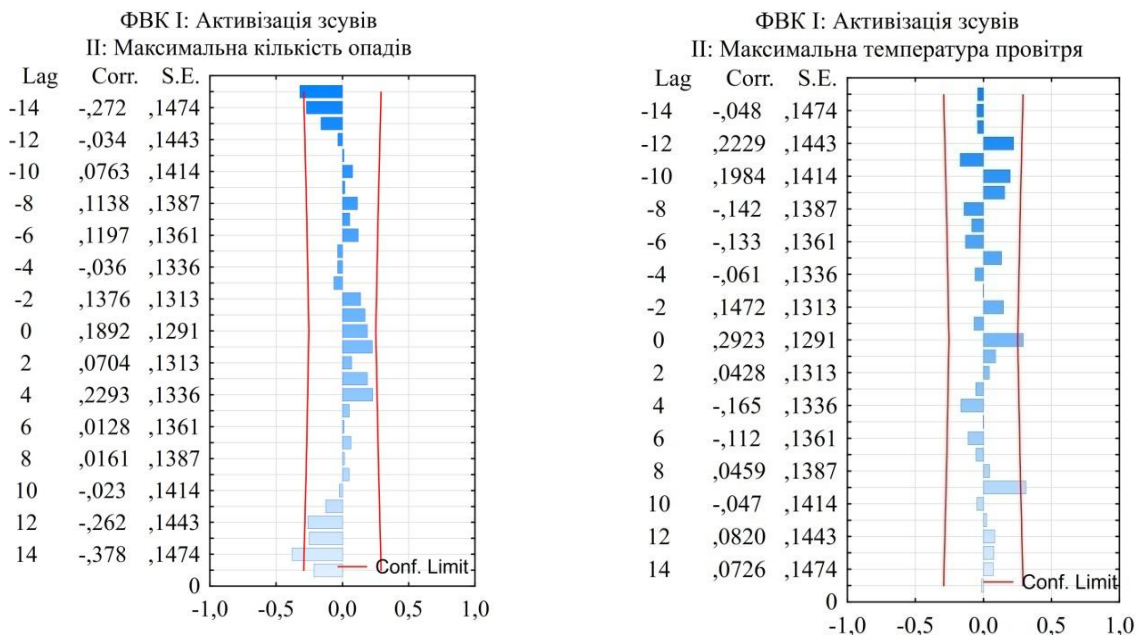 ФВК I: Активізація зсувів
II: Максимальна кількість опадів
Lag Corr. S.E.
-14 -,272 ,1474
-12 -,034 ,1443
-10 ,0763 ,1414
-8 ,1138 ,1387
-6 ,1197 ,1361
-4 -,036 ,1336
-2 ,1376 ,1313
0 ,1892 ,1291
2 ,0704 ,1313
4 ,2293 ,1336
6 ,0128 ,1361
8 ,0161 ,1387
10 -,023 ,1414
12 -,262 ,1443
14 -,378 ,1474
Conf. Limit
0
-1,0 -0,5 0,0 0,5 1,0
ФВК I: Активізація зсувів
II: Максимальна температура провітря
Lag Corr. S.E.
-14 -,048 ,1474
-12 ,2229 ,1443
-10 ,1984 ,1414
-8 -,142 ,1387
-6 -,133 ,1361
-4 -,061 ,1336
-2 ,1472 ,1313
0 ,2923 ,1291
2 ,0428 ,1313
4 -,165 ,1336
6 -,112 ,1361
8 ,0459 ,1387
10 -,047 ,1414
12 ,0820 ,1443
14 ,0726 ,1474
Conf. Limit
0
-1,0 -0,5 0,0 0,5 1,0